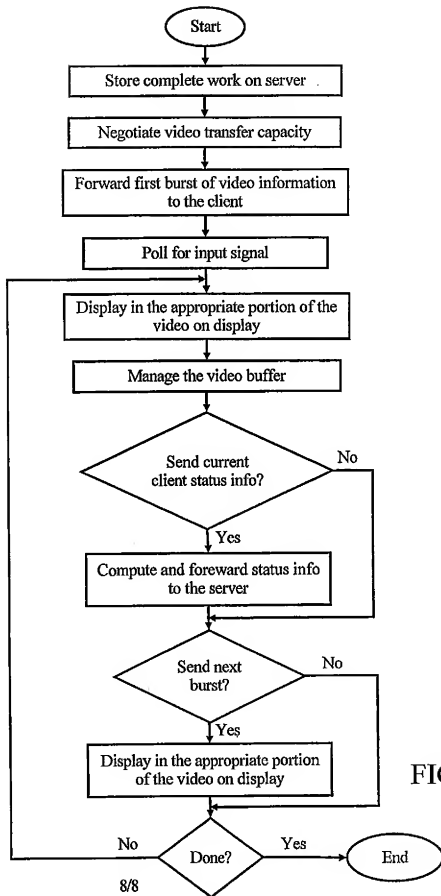 Start
Store complete work on server
Negotiate video transfer capacity
Forward first burst of video information
to the client
Poll for input signal
Display in the appropriate portion of the
video on display
Manage the video buffer
Send current
client status info?
No
Yes
Compute and foreward status info
to the server
Send next
burst?
No
Yes
Display in the appropriate portion
of the video on display
FIG
No
Done?
Yes
End
8/8